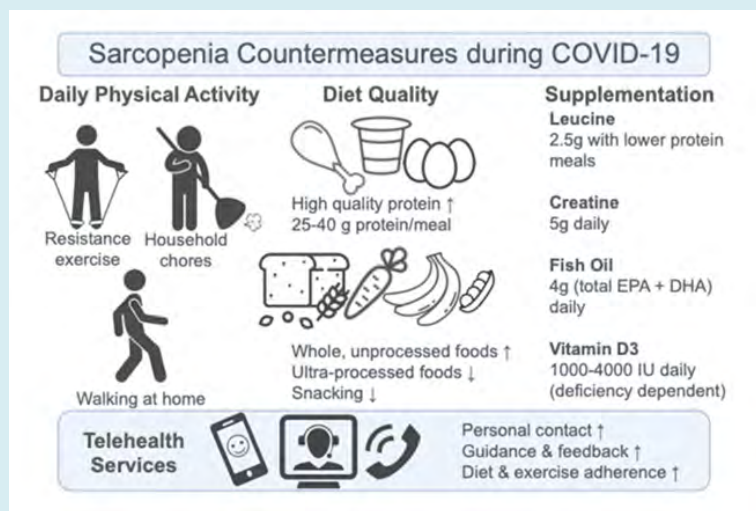 Sarcopenia Countermeasures during COVID-19
Daily Physical Activity
Resistance
exercise
Household
chores
Walking at home
Diet Quality
High quality protein ↑
25-40 g protein/meal
Whole, unprocessed foods ↑
Ultra-processed foods ↓
Snacking ↓
Supplementation
Leucine
2.5g with lower protein
meals
Creatine
5g daily
Fish Oil
4g (total EPA + DHA)
daily
Vitamin D3
1000-4000 IU daily
(deficiency dependent)
Telehealth
Services
Personal contact ↑
Guidance & feedback ↑
Diet & exercise adherence ↑